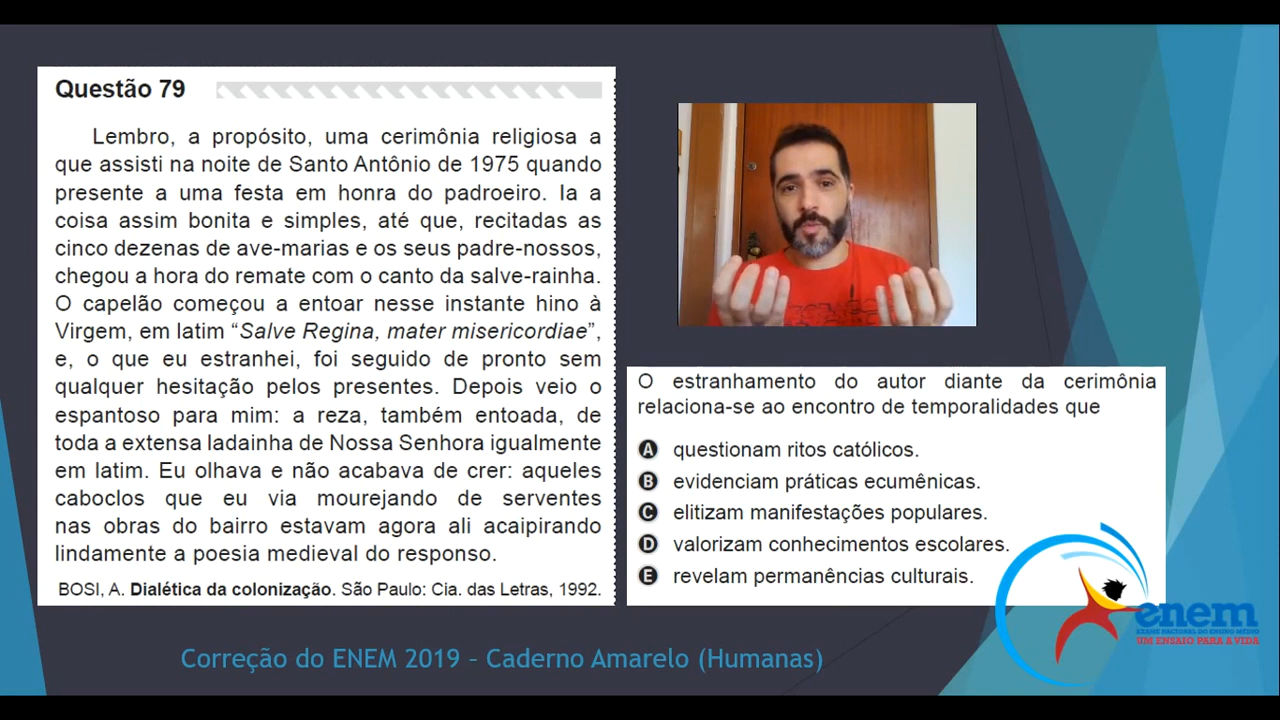 Questão 79
Lembro, a propósito, uma cerimônia religiosa a
que assisti na noite de Santo Antônio de 1975 quando
presente a uma festa em honra do padroeiro. Ia a
coisa assim bonita e simples, até que, recitadas as
cinco dezenas de ave-marias e os seus padre-nossos,
chegou a hora do remate com o canto da salve-rainha.
O capelão começou a entoar nesse instante hino à
Virgem, em latim “Salve Regina, mater misericordiae”,
e, o que eu estranhei, foi seguido de pronto sem
qualquer hesitação pelos presentes. Depois veio o
espantoso para mim: a reza, também entoada, de
toda a extensa ladainha de Nossa Senhora igualmente
em latim. Eu olhava e não acabava de crer: aqueles
caboclos que eu via mourejando de serventes
nas obras do bairro estavam agora ali acaipirando
lindamente a poesia medieval do responso.
BOSI, A. Dialética da colonização. São Paulo: Cia. das Letras, 1992.
O estranhamento do autor diante da cerimônia
relaciona-se ao encontro de temporalidades que
A questionam ritos católicos.
B evidenciam práticas ecumênicas.
C elitizam manifestações populares.
D valorizam conhecimentos escolares.
E revelam permanências culturais.
enem
EXAME NACIONAL DO ENSINO MÉDIO
UM ENSAIO PARA A VIDA
Correção do ENEM 2019 – Caderno Amarelo (Humanas)